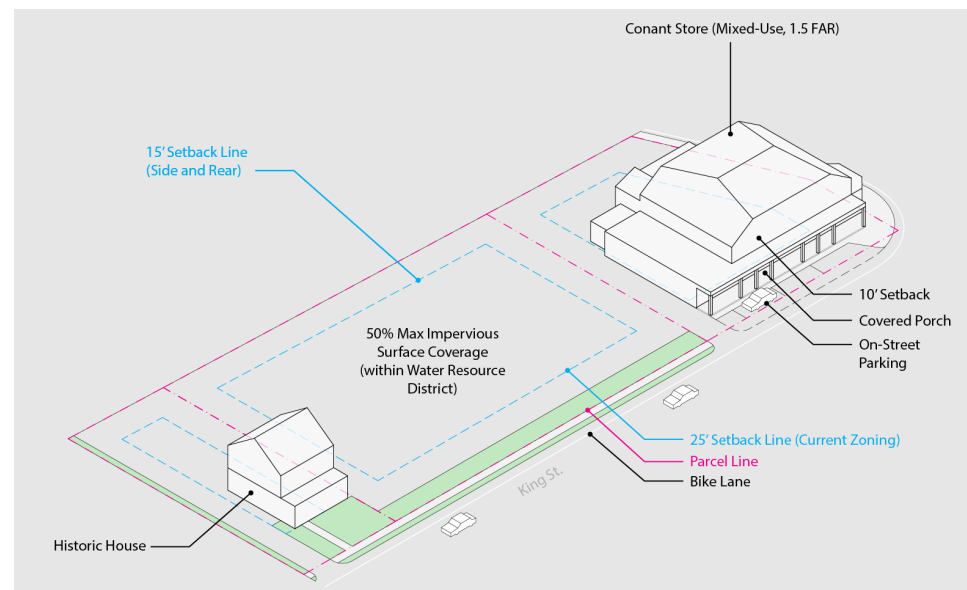 Conant Store (Mixed-Use, 1.5 FAR)
15’ Setback Line
(Side and Rear)
10’ Setback
Covered Porch
On-Street
Parking
50% Max Impervious
Surface Coverage
(within Water Resource
District)
25’ Setback Line (Current Zoning)
Parcel Line
Bike Lane
King St.
Historic House